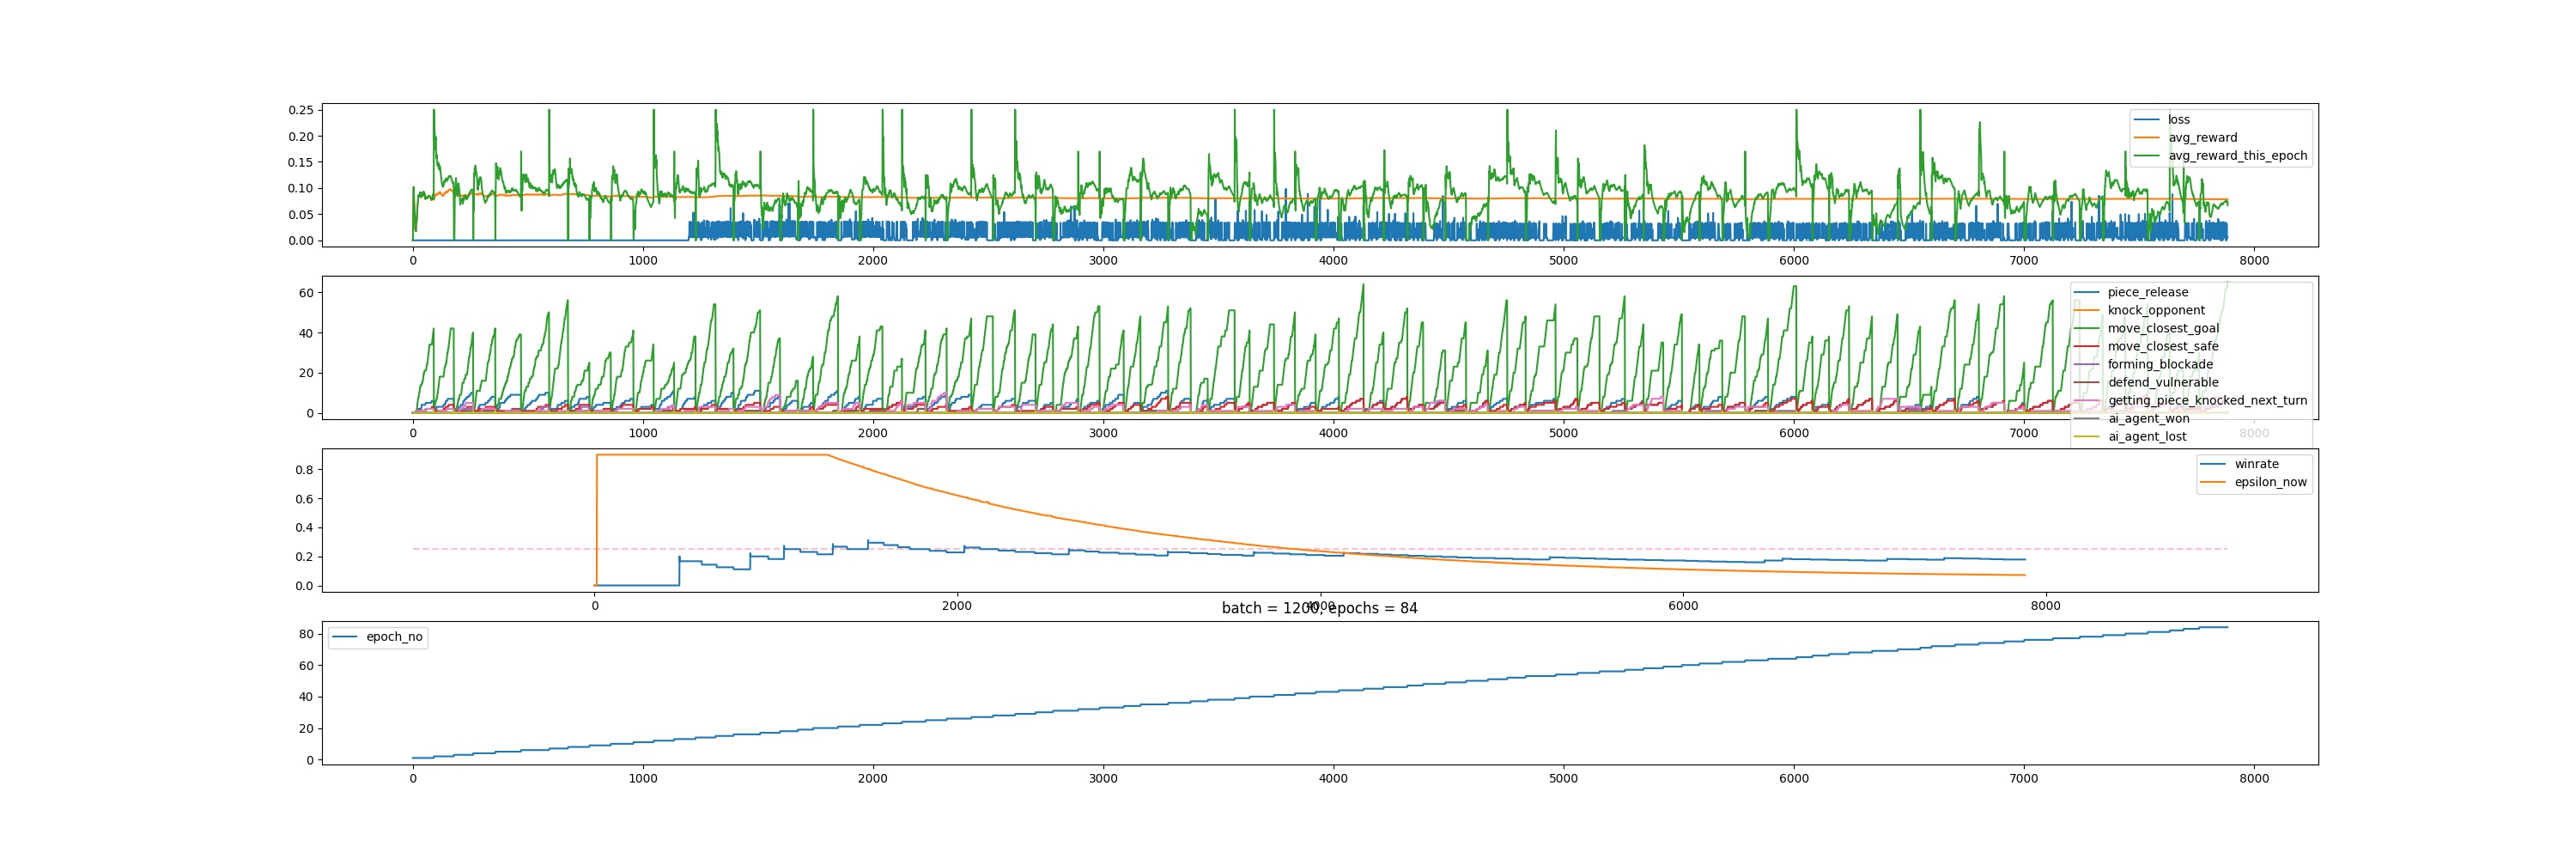 0.25
0.20
0.15
0.10
0.05
0.00
loss
avg_reward
avg_reward_this_epoch
0 1000 2000 3000 4000 5000 6000 7000 8000
60
40
20
0
piece_release
knock_opponent
move_closest_goal
move_closest_safe
forming_blockade
defend_vulnerable
getting_piece_knocked_next_turn
ai_agent_won
ai_agent_lost
0 1000 2000 3000 4000 5000 6000 7000 8000
0.8
0.6
0.4
0.2
0.0
winrate
epsilon_now
0 2000 4000 6000 8000
batch = 1200, epochs = 84
80
60
40
20
0
epoch_no
0 1000 2000 3000 4000 5000 6000 7000 8000